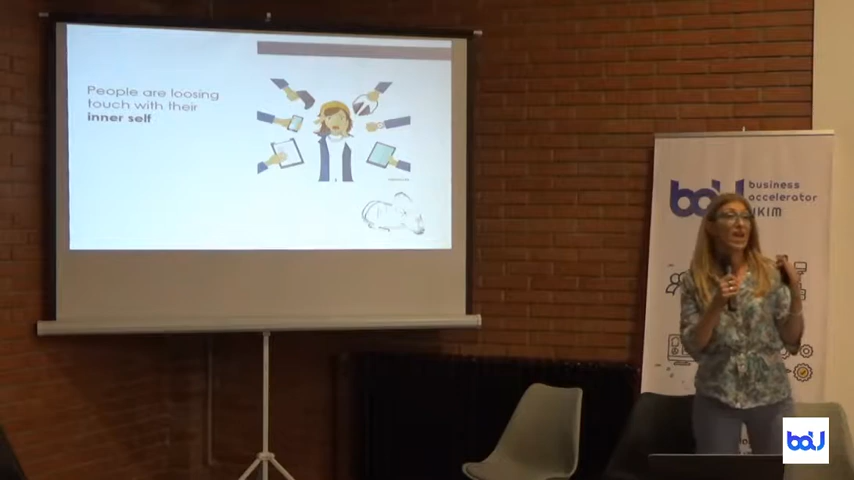 People are loosing
touch with their
inner self
baU business
accelerator
UKIM
baU